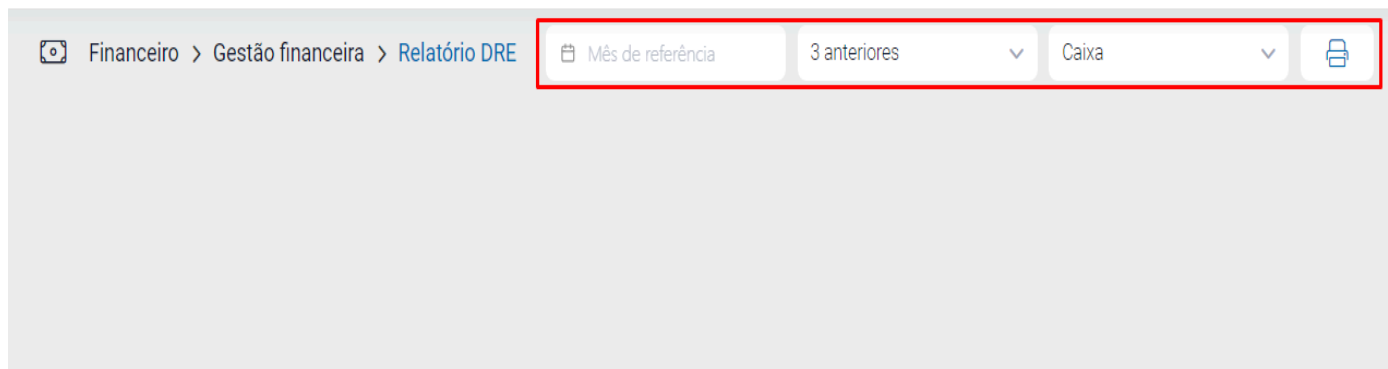 Financeiro > Gestão financeira > Relatório DRE Mês de referência 3 anteriores Caixa